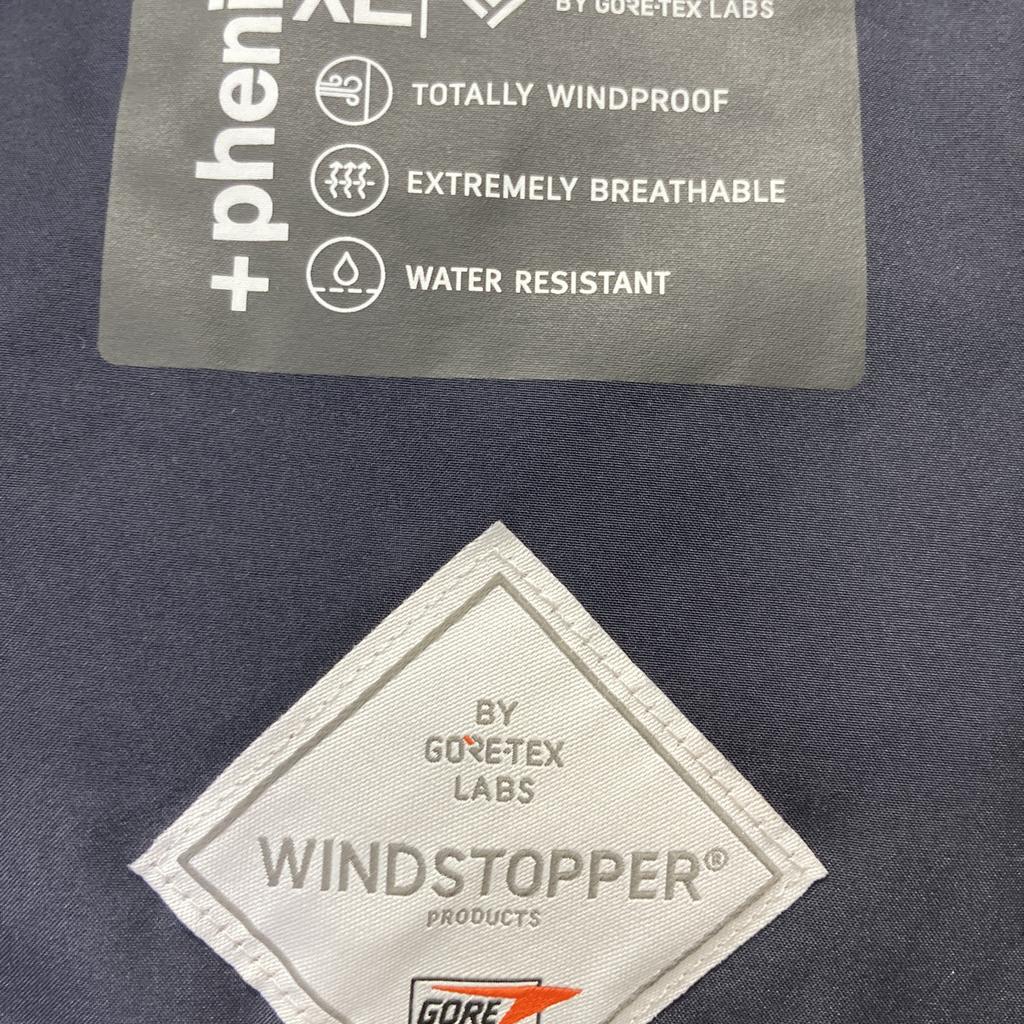 + pheni
XL
BY GORE-TEX LABS
TOTALLY WINDPROOF
EXTREMELY BREATHABLE
WATER RESISTANT
BY
GORE-TEX
LABS
WINDSTOPPER®
PRODUCTS
GORE